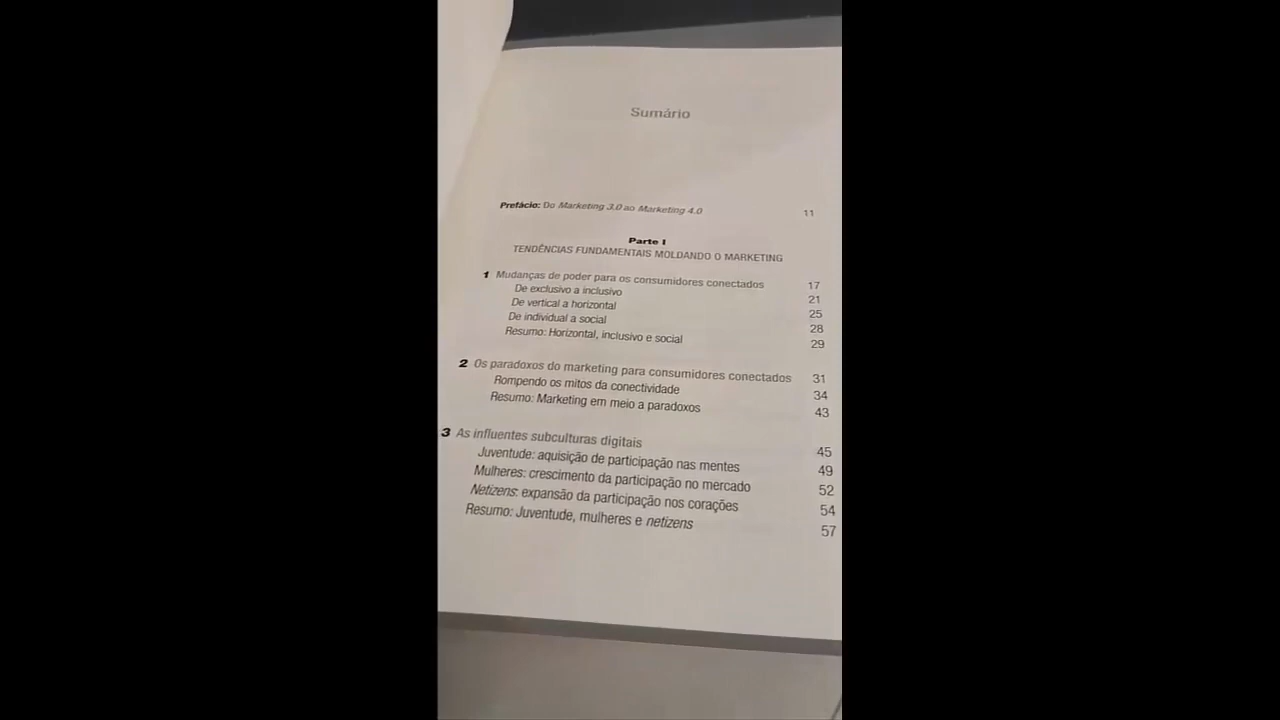 Sumário
Prefácio: Do Marketing 3.0 ao Marketing 4.0 11
Parte I
TENDÊNCIAS FUNDAMENTAIS MOLDANDO O MARKETING
1 Mudanças de poder para os consumidores conectados 17
De exclusivo a inclusivo 21
De vertical a horizontal 25
De individual a social 28
Resumo: Horizontal, inclusivo e social 29
2 Os paradoxos do marketing para consumidores conectados 31
Rompendo os mitos da conectividade 34
Resumo: Marketing em meio a paradoxos 43
3 As influentes subculturas digitais 45
Juventude: aquisição de participação nas mentes 49
Mulheres: crescimento da participação no mercado 52
Netizens: expansão da participação nos corações 54
Resumo: Juventude, mulheres e netizens 57